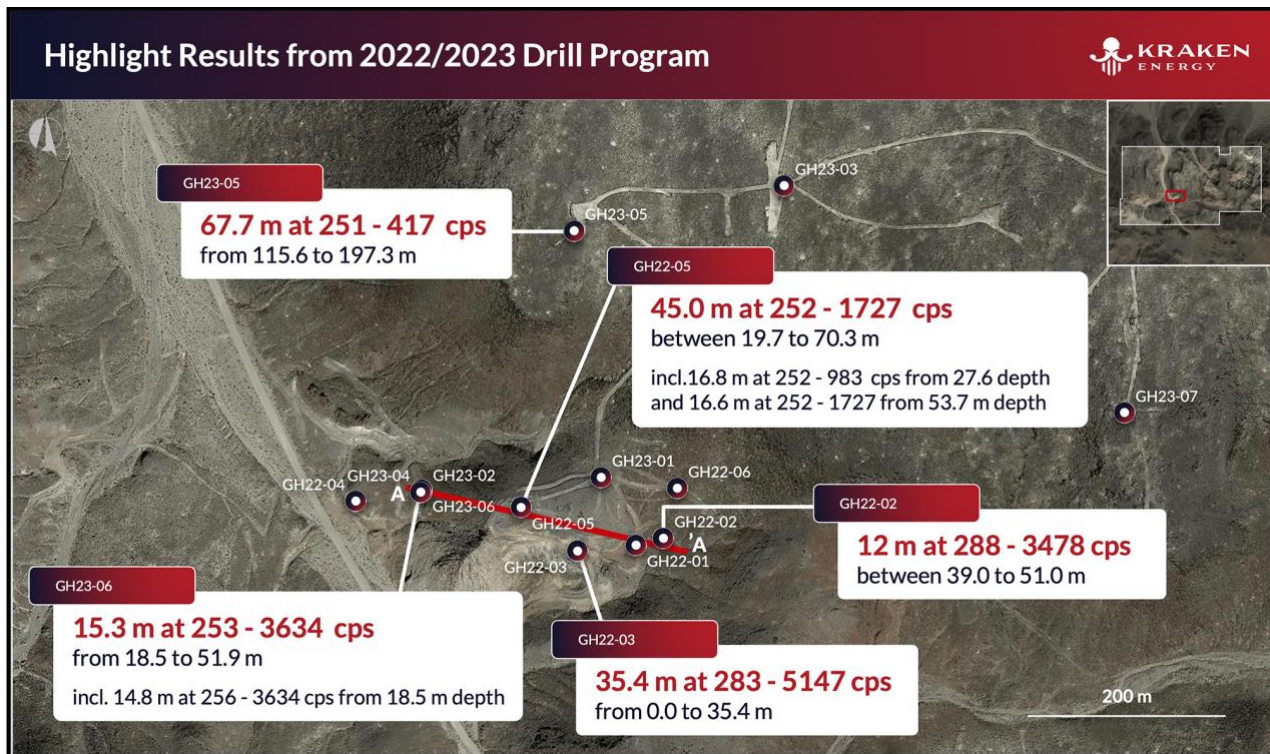 Highlight Results from 2022/2023 Drill Program
KRAKEN
ENERGY
GH23-05
67.7 m at 251 - 417 cps
from 115.6 to 197.3 m
GH23-05
GH23-03
GH22-05
45.0 m at 252 - 1727 cps
between 19.7 to 70.3 m
incl.16.8 m at 252 - 983 cps from 27.6 depth
and 16.6 m at 252 - 1727 from 53.7 m depth
GH23-07
GH22-04
GH23-04
A
GH23-02
GH23-06
GH22-05
GH23-01
GH22-06
GH22-02
'A
GH22-01
GH22-03
GH22-02
12 m at 288 - 3478 cps
between 39.0 to 51.0 m
GH23-06
15.3 m at 253 - 3634 cps
from 18.5 to 51.9 m
incl. 14.8 m at 256 - 3634 cps from 18.5 m depth
GH22-03
35.4 m at 283 - 5147 cps
from 0.0 to 35.4 m
200 m